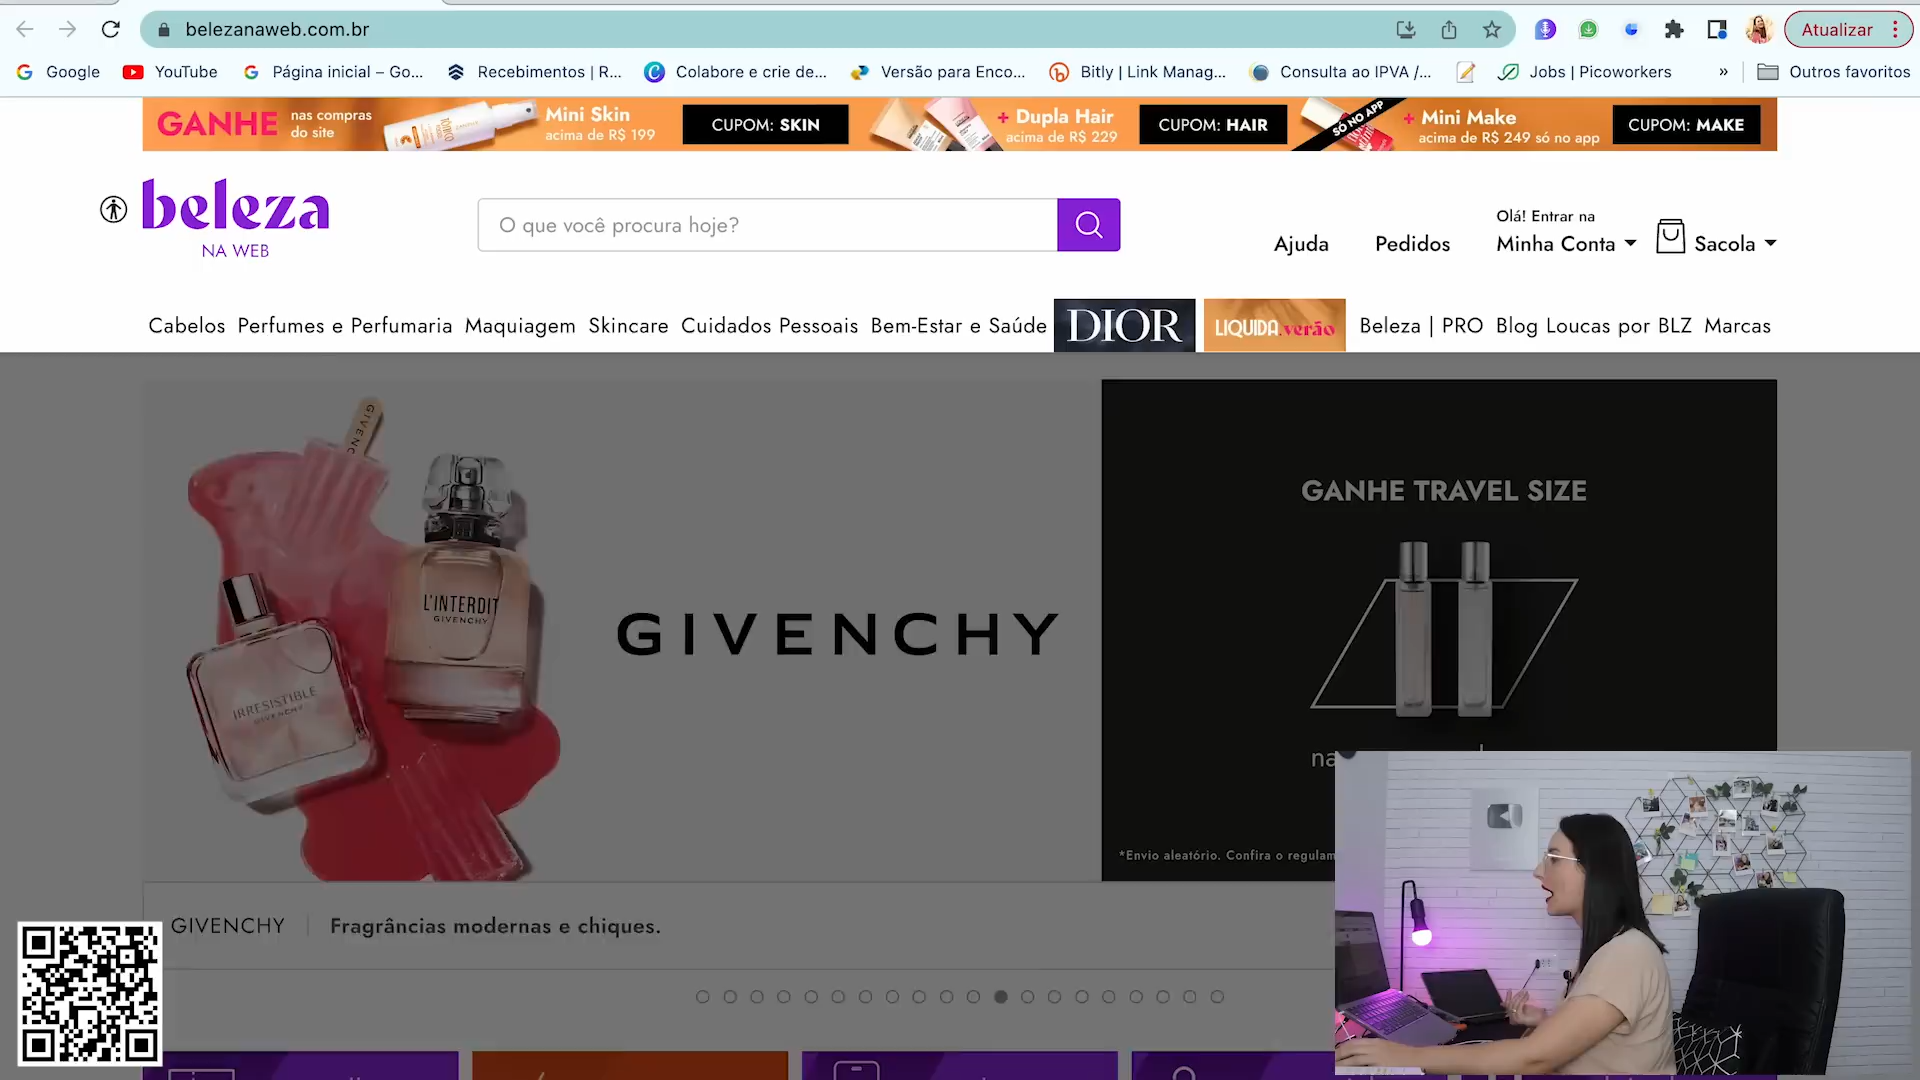 belezanaweb.com.br
Atualizar
Google
YouTube
Página inicial – Go...
Recebimentos | R...
Colabore e crie de...
Versão para Enco...
Bitly | Link Manag...
Consulta ao IPVA /...
Jobs | Picoworkers
»
Outros favoritos
GANHE nas compras
do site
Mini Skin
acima de R$ 199
CUPOM: SKIN
+ Dupla Hair
acima de R$ 229
CUPOM: HAIR
SÓ NO APP
+ Mini Make
acima de R$ 249 só no app
CUPOM: MAKE
beleza
NA WEB
O que você procura hoje?
Ajuda
Pedidos
Olá! Entrar na
Minha Conta
Sacola
Cabelos Perfumes e Perfumaria Maquiagem Skincare Cuidados Pessoais Bem-Estar e Saúde DIOR LIQUIDA.verão Beleza | PRO Blog Loucas por BLZ Marcas
L'INTERDIT
GIVENCHY
IRRÉSISTIBLE
GIVENCHY
GIVENCHY
GANHE TRAVEL SIZE
*Envio aleatório. Confira o regulam
GIVENCHY | Fragrâncias modernas e chiques.